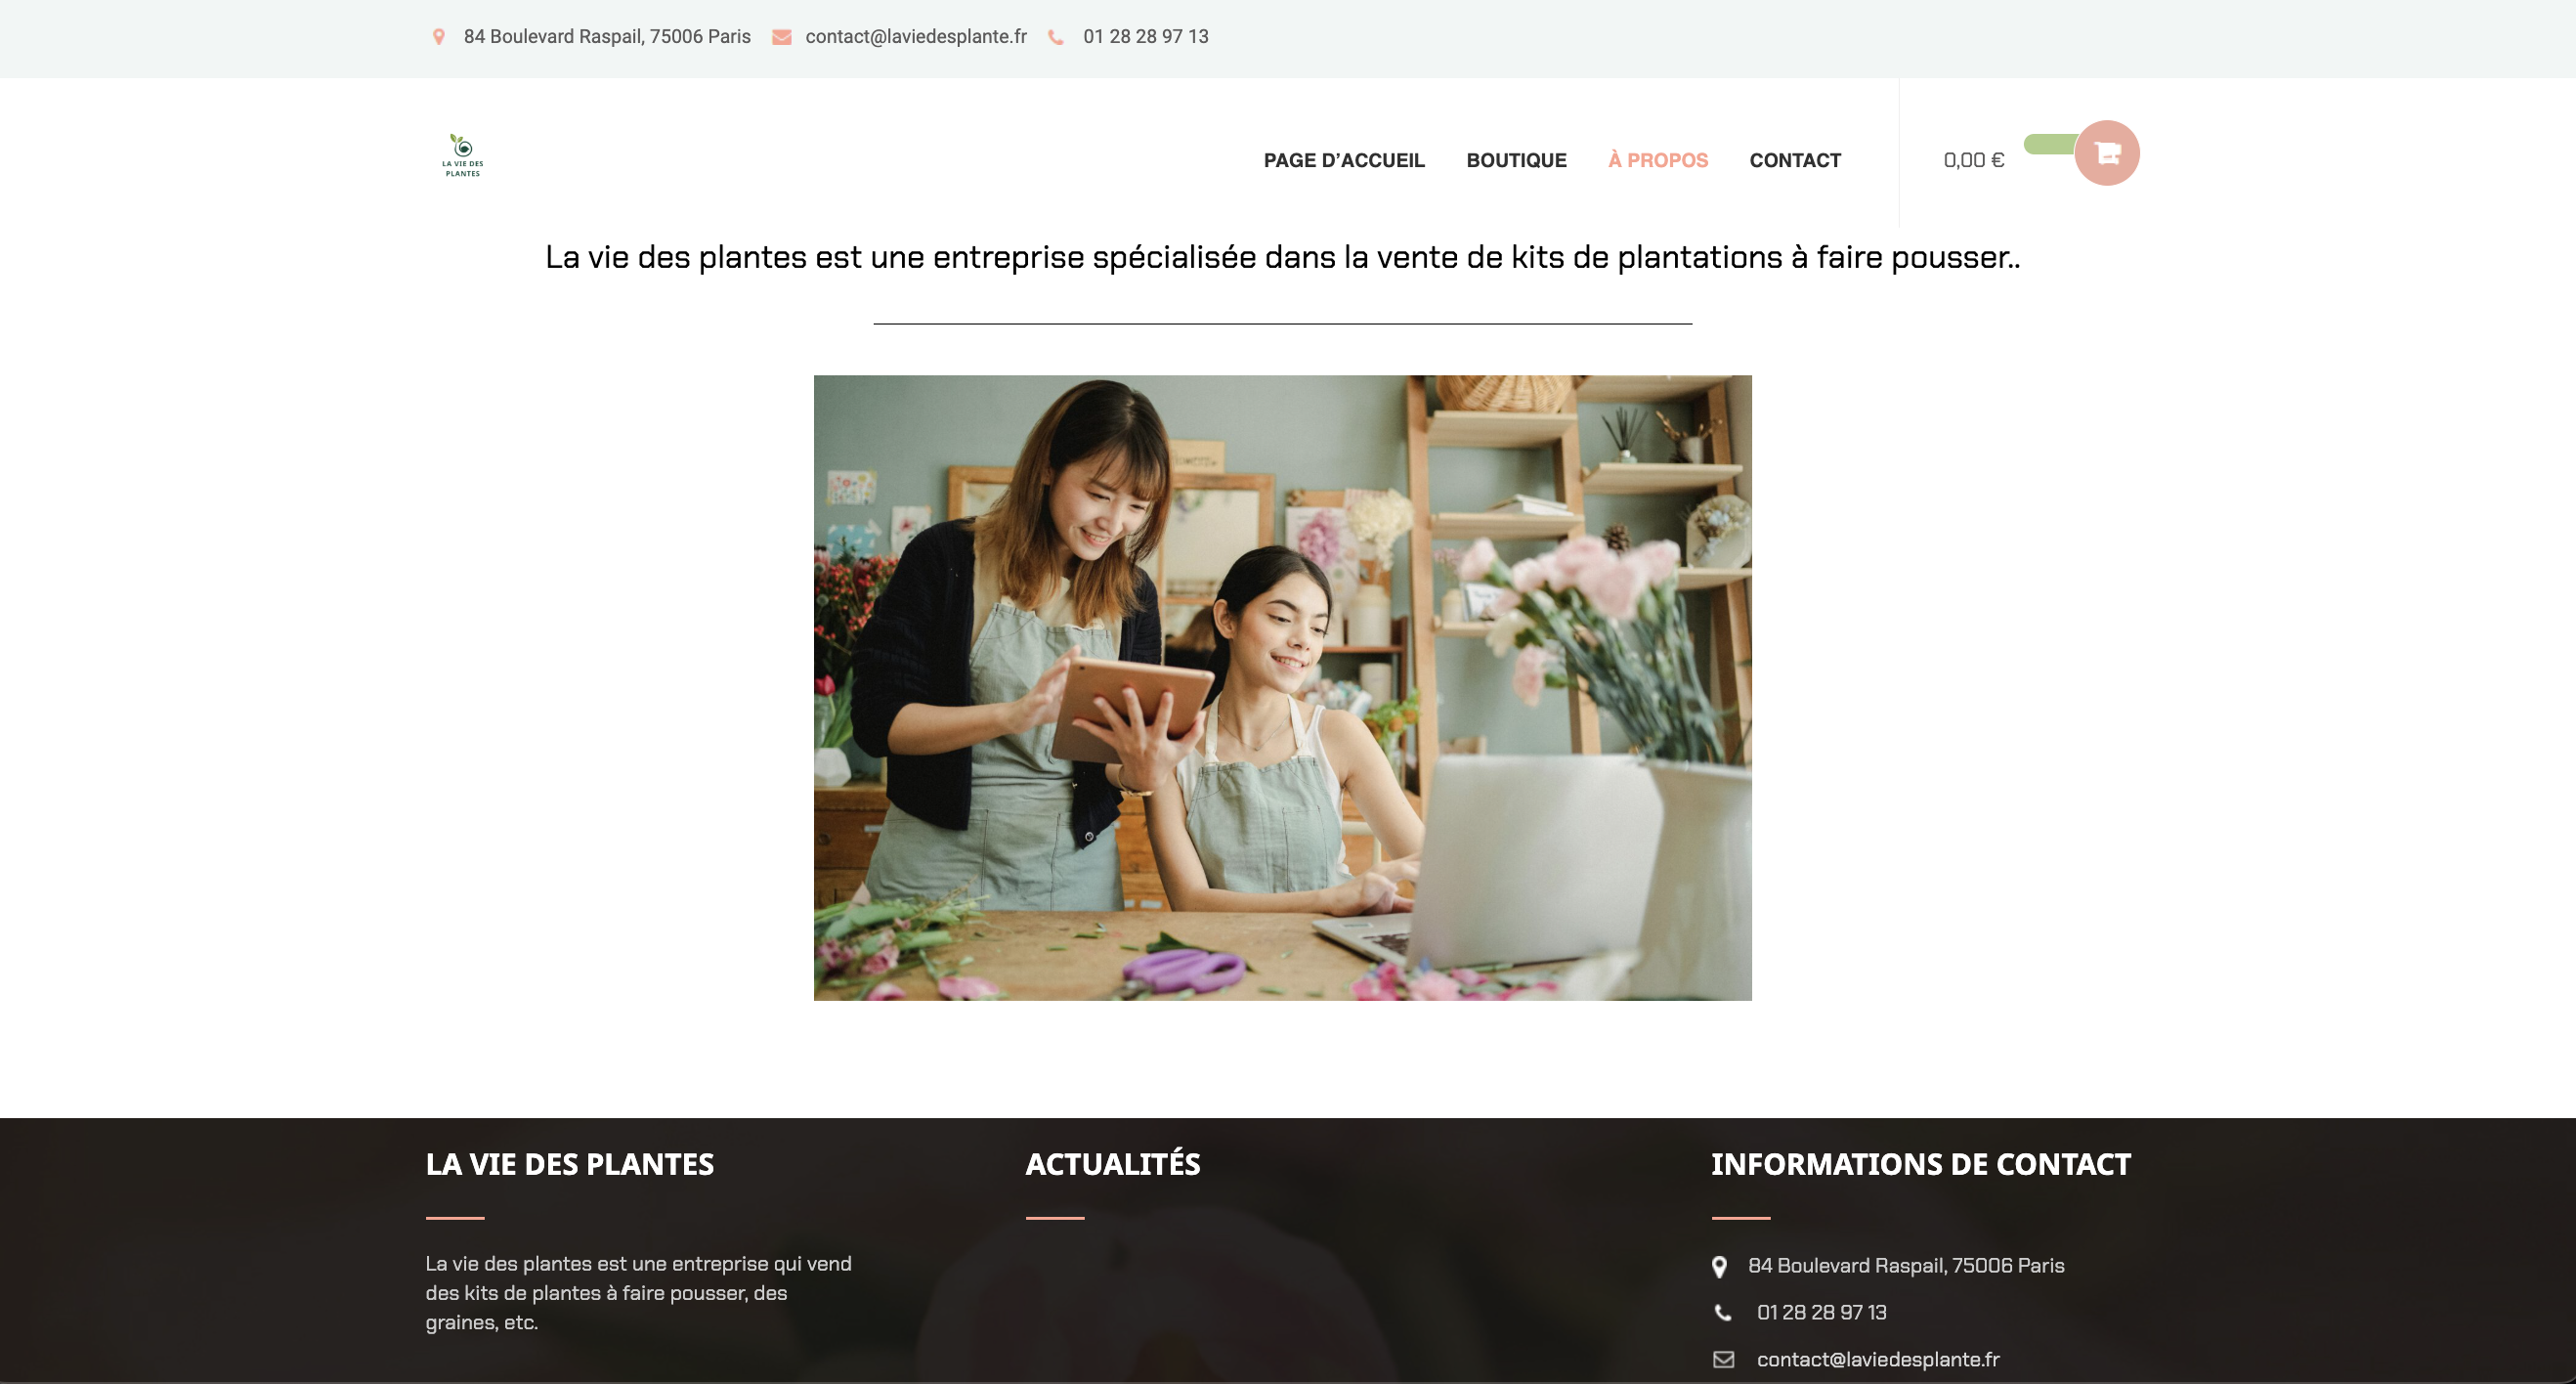 84 Boulevard Raspail, 75006 Paris contact@laviedesplante.fr 01 28 28 97 13
LA VIE DES
PLANTES
PAGE D'ACCUEIL BOUTIQUE À PROPOS CONTACT 0,00 €
La vie des plantes est une entreprise spécialisée dans la vente de kits de plantations à faire pousser..
LA VIE DES PLANTES
La vie des plantes est une entreprise qui vend
des kits de plantes à faire pousser, des
graines, etc.
ACTUALITÉS
INFORMATIONS DE CONTACT
84 Boulevard Raspail, 75006 Paris
01 28 28 97 13
contact@laviedesplante.fr